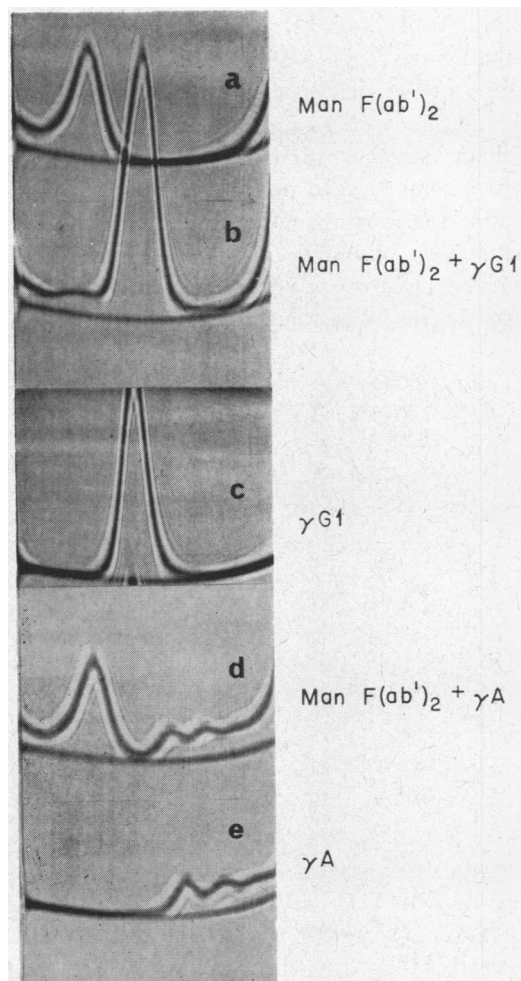 a
Man F(ab')₂
b
Man F(ab')₂ + γG1
c
γG1
d
Man F(ab')₂ + γA
e
γA